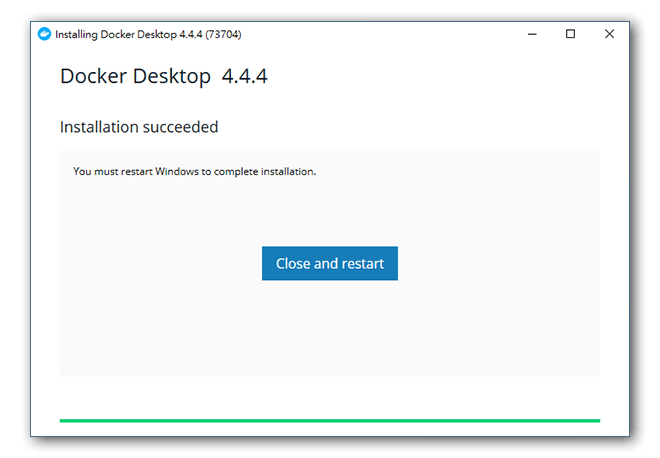 Installing Docker Desktop 4.4.4 (73704)
Docker Desktop 4.4.4
Installation succeeded
You must restart Windows to complete installation.
Close and restart